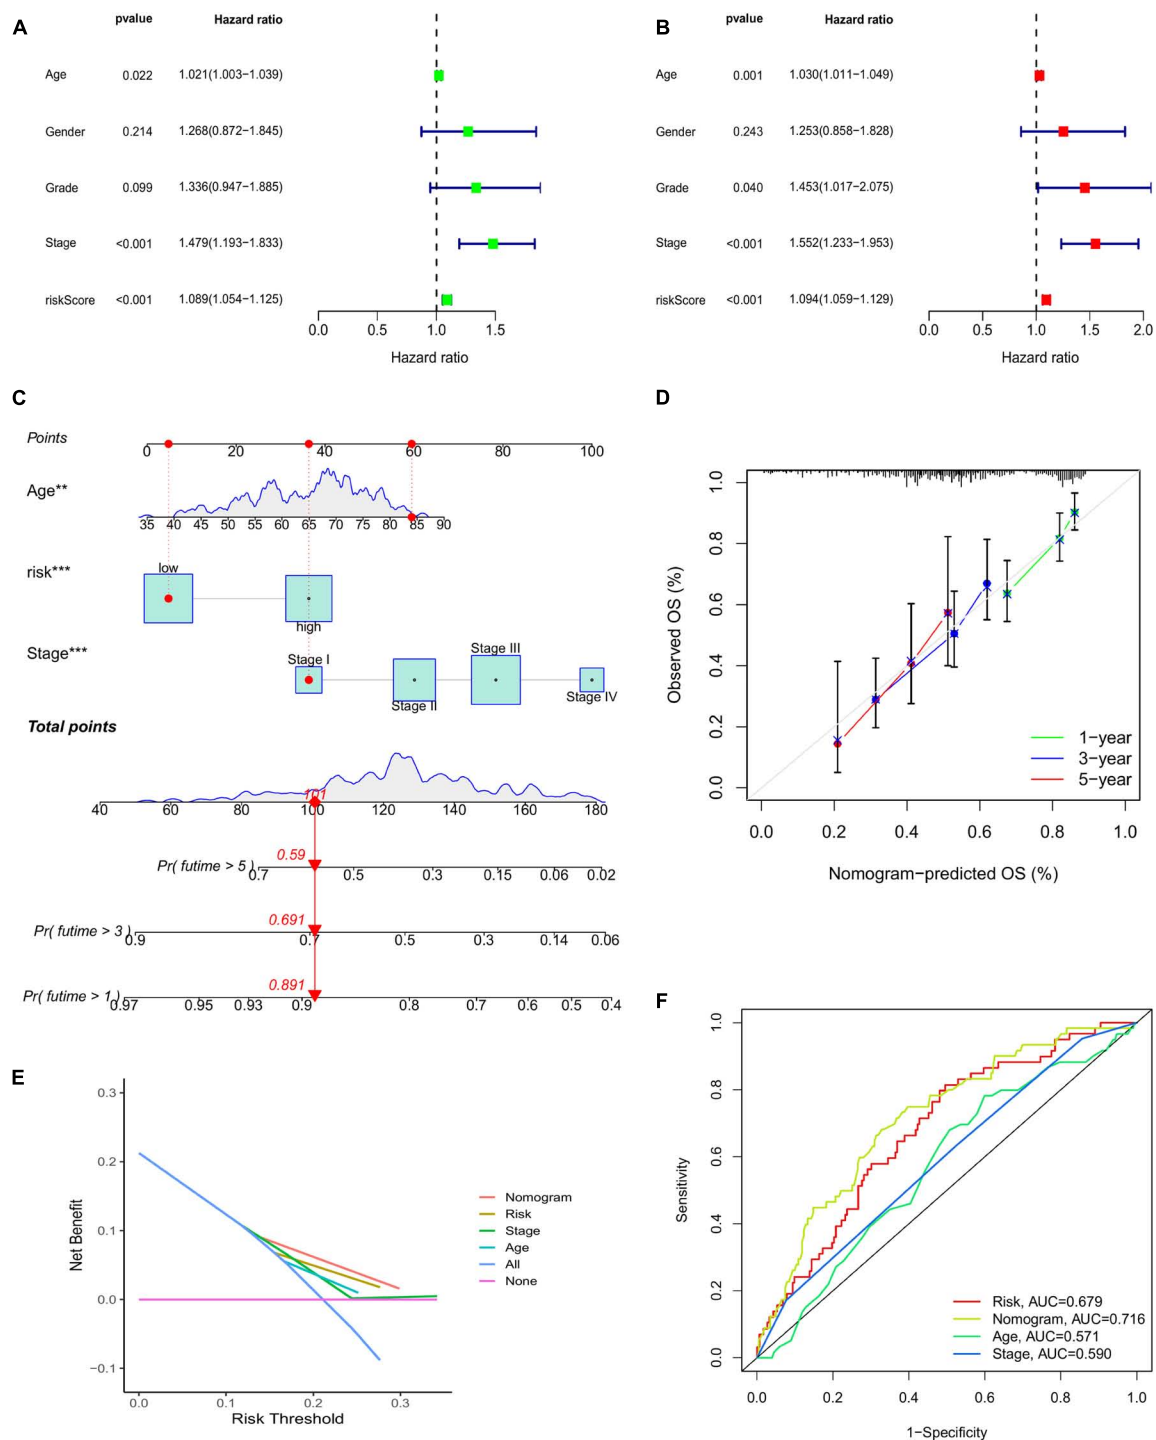 A
pvalue Hazard ratio
Age 0.022 1.021(1.003−1.039)
Gender 0.214 1.268(0.872−1.845)
Grade 0.099 1.336(0.947−1.885)
Stage <0.001 1.479(1.193−1.833)
riskScore <0.001 1.089(1.054−1.125)
0.0 0.5 1.0 1.5
Hazard ratio
B
pvalue Hazard ratio
Age 0.001 1.030(1.011−1.049)
Gender 0.243 1.253(0.858−1.828)
Grade 0.040 1.453(1.017−2.075)
Stage <0.001 1.552(1.233−1.953)
riskScore <0.001 1.094(1.059−1.129)
0.0 0.5 1.0 1.5 2.0
Hazard ratio
C
Points
0 20 40 60 80 100
Age**
35 40 45 50 55 60 65 70 75 80 85 90
risk***
low
high
Stage***
Stage I
Stage II
Stage III
Stage IV
Total points
101
40 60 80 100 120 140 160 180
0.59
Pr( futime > 5)
0.7 0.5 0.3 0.15 0.06 0.02
0.691
Pr( futime > 3 )
0.9 0.7 0.5 0.3 0.14 0.06
0.891
Pr( futime > 1 )
0.97 0.95 0.93 0.9 0.8 0.7 0.6 0.5 0.4
D
Observed OS (%)
1.0
0.8
0.6
0.4
0.2
0.0
1−year
3−year
5−year
0.0 0.2 0.4 0.6 0.8 1.0
Nomogram−predicted OS (%)
E
Net Benefit
0.3
0.2
0.1
0.0
−0.1
0.0 0.1 0.2 0.3
Risk Threshold
Nomogram
Risk
Stage
Age
All
None
F
Sensitivity
1.0
0.8
0.6
0.4
0.2
0.0
Risk, AUC=0.679
Nomogram, AUC=0.716
Age, AUC=0.571
Stage, AUC=0.590
0.0 0.2 0.4 0.6 0.8 1.0
1−Specificity